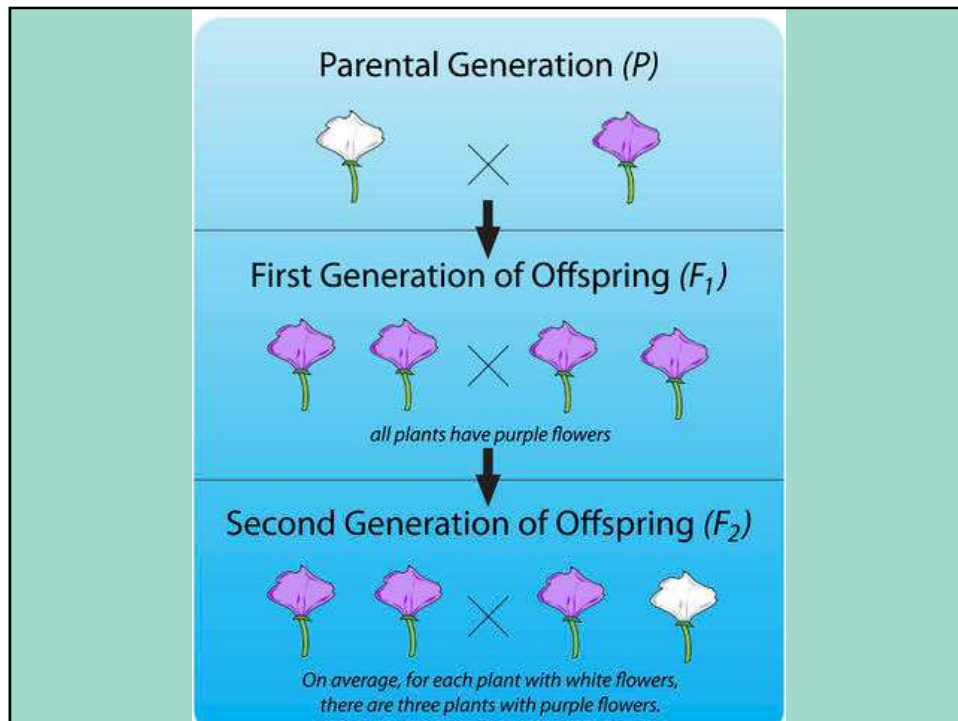 Parental Generation (P)
First Generation of Offspring (F₁)
all plants have purple flowers
Second Generation of Offspring (F₂)
On average, for each plant with white flowers,
there are three plants with purple flowers.